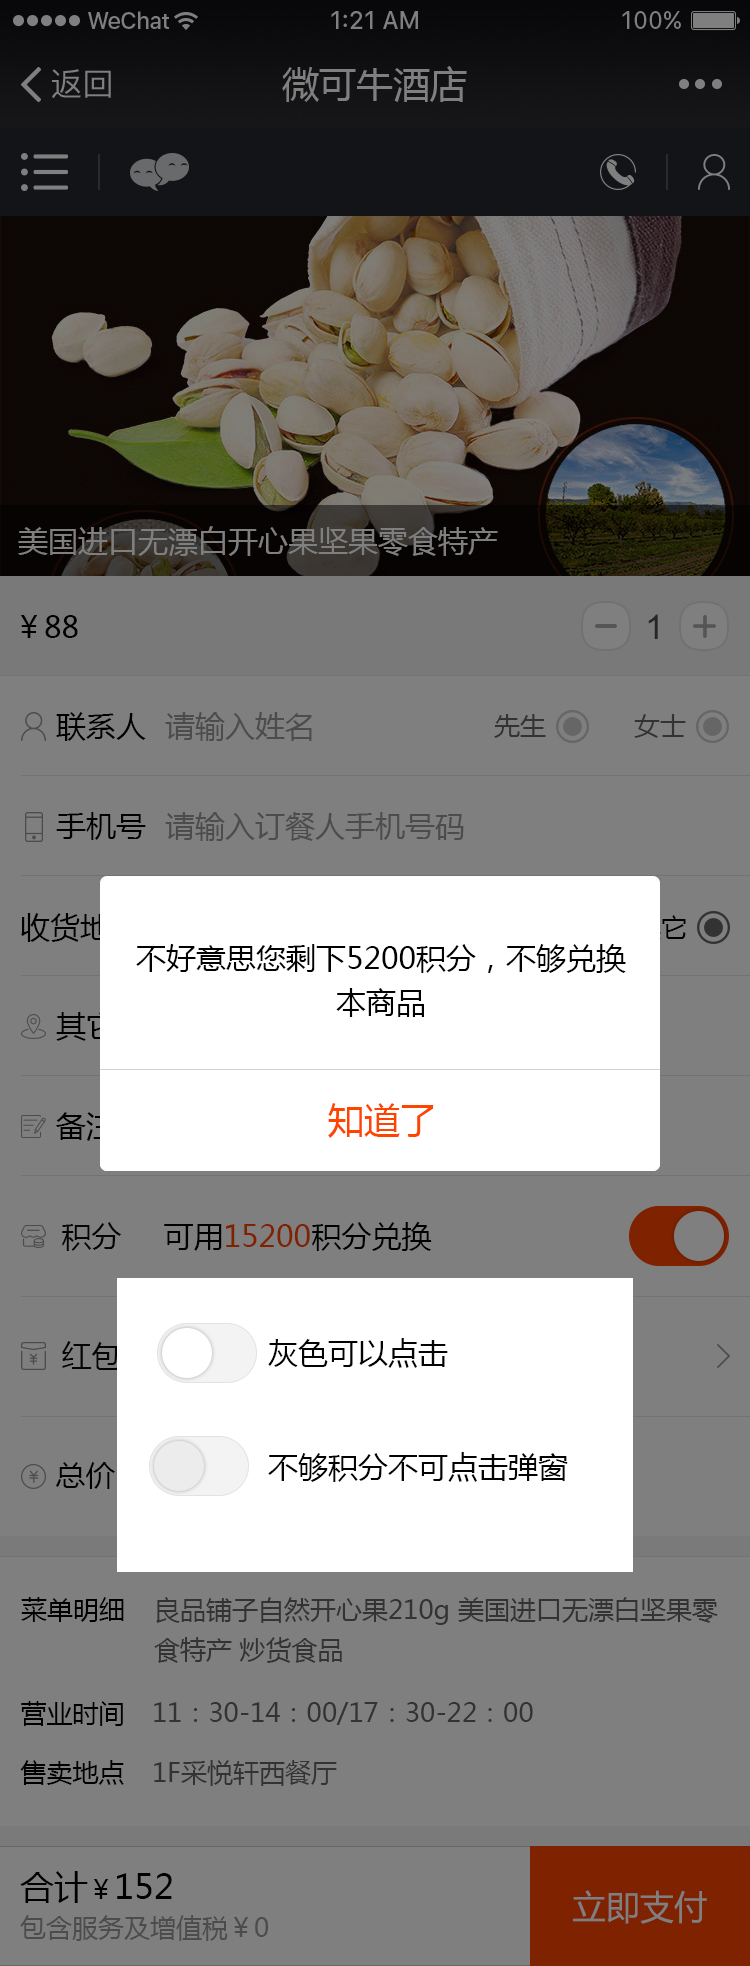 WeChat 1:21 AM 100%
返回 微可牛酒店
美国进口无漂白开心果坚果零食特产
¥ 88 1
联系人 请输入姓名 先生 女士
手机号 请输入订餐人手机号码
收货地 它
不好意思您剩下5200积分，不够兑换
本商品
其它
知道了
备注
积分 可用15200积分兑换
灰色可以点击
红包
不够积分不可点击弹窗
总价
菜单明细 良品铺子自然开心果210g 美国进口无漂白坚果零
食特产 炒货食品
营业时间 11：30-14：00/17：30-22：00
售卖地点 1F采悦轩西餐厅
合计 ¥ 152
包含服务及增值税 ¥ 0
立即支付